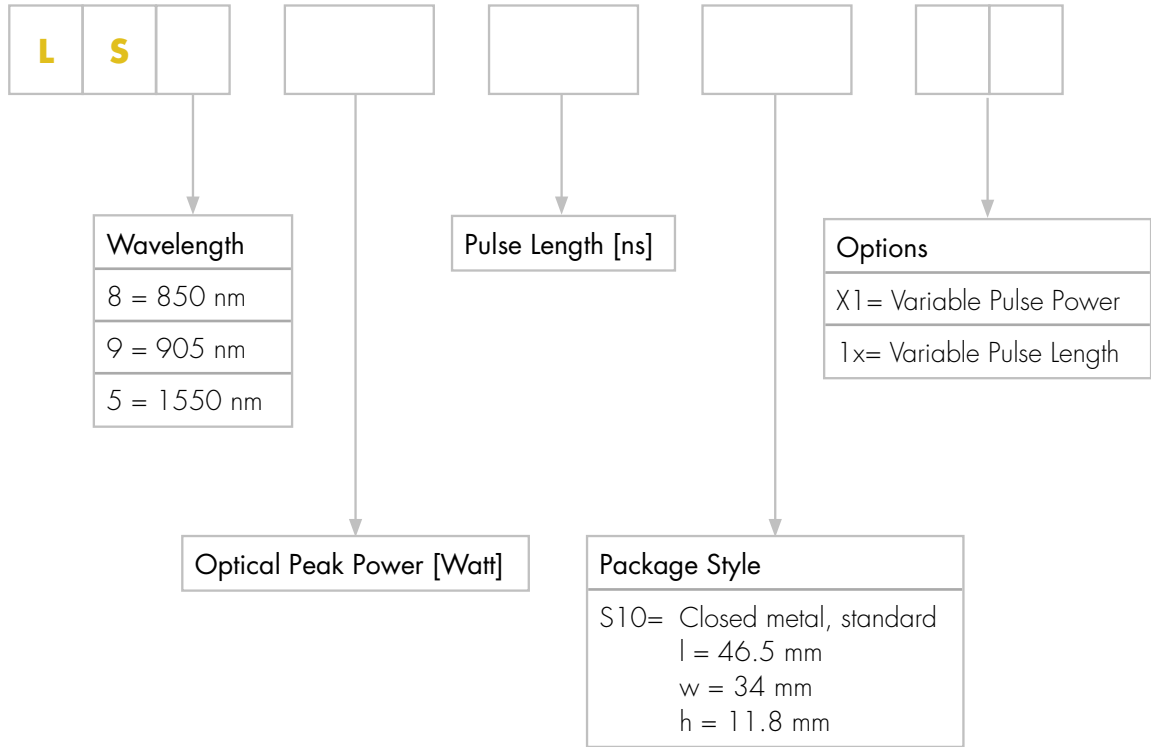 L S
Wavelength
8 = 850 nm
9 = 905 nm
5 = 1550 nm
Optical Peak Power [Watt]
Pulse Length [ns]
Package Style
S10= Closed metal, standard
l = 46.5 mm
w = 34 mm
h = 11.8 mm
Options
X1= Variable Pulse Power
1x= Variable Pulse Length